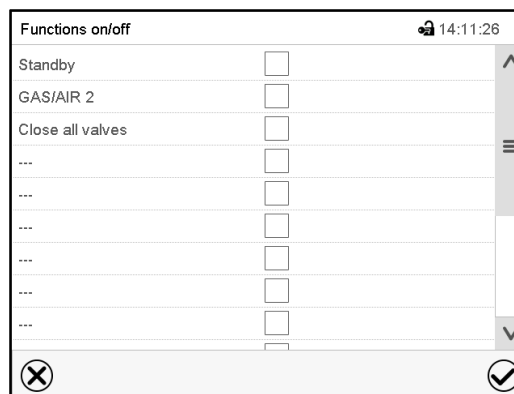 Functions on/off 14:11:26
Standby
GAS/AIR 2
Close all valves
---
---
---
---
---
---